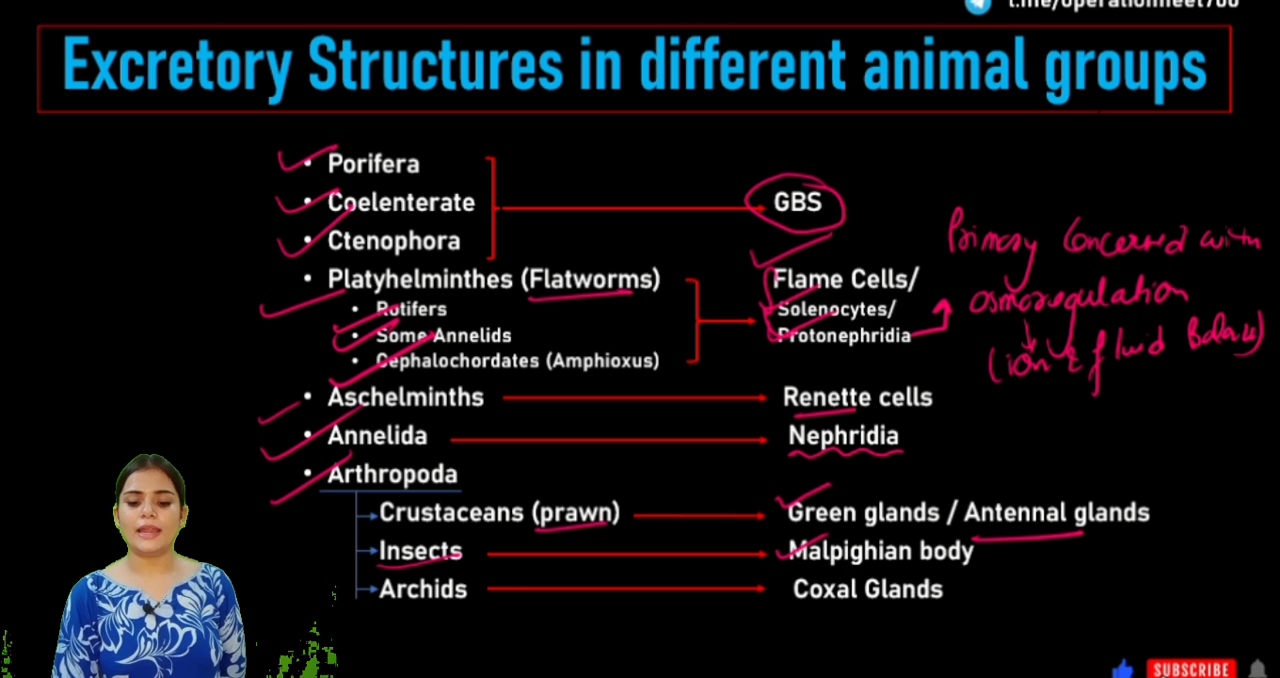 t.me/operationneet700
Excretory Structures in different animal groups
• Porifera
• Coelenterate
• Ctenophora
GBS
• Platyhelminthes (Flatworms)
• Rotifers
• Some Annelids
• Cephalochordates (Amphioxus)
Flame Cells/
Solenocytes/
Protonephridia
Primary Concerned with
osmoregulation
(ion & fluid Balance)
• Aschelminths
Renette cells
• Annelida
Nephridia
• Arthropoda
Crustaceans (prawn)
Green glands / Antennal glands
Insects
Malpighian body
Archids
Coxal Glands
SUBSCRIBE